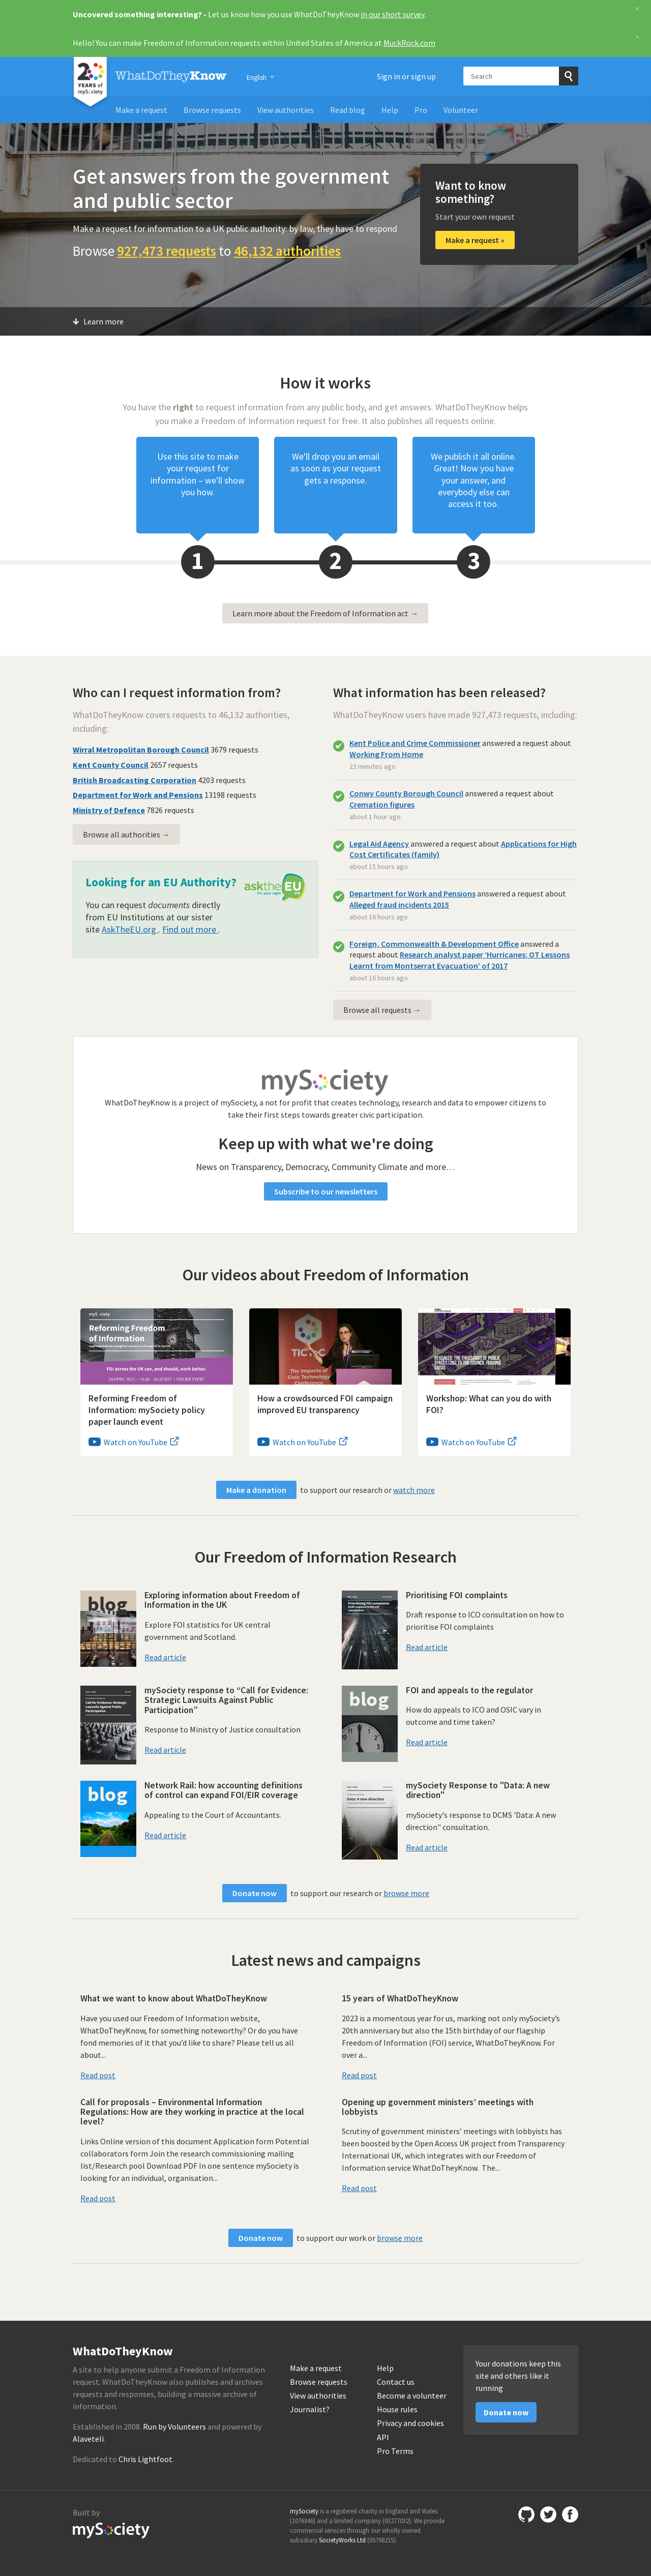 Uncovered something interesting? - Let us know how you use WhatDoTheyKnow in our short survey.
×
Hello! You can make Freedom of Information requests within United States of America at MuckRock.com
×
20 YEARS of mySociety
WhatDoTheyKnow
English
Sign in or sign up
Search
Make a request
Browse requests
View authorities
Read blog
Help
Pro
Volunteer
Get answers from the government
and public sector
Make a request for information to a UK public authority: by law, they have to respond
Browse 927,473 requests to 46,132 authorities
Want to know
something?
Start your own request
Make a request »
Learn more
How it works
You have the right to request information from any public body, and get answers. WhatDoTheyKnow helps
you make a Freedom of Information request for free. It also publishes all requests online.
Use this site to make
your request for
information – we'll show
you how.
We'll drop you an email
as soon as your request
gets a response.
We publish it all online.
Great! Now you have
your answer, and
everybody else can
access it too.
1
2
3
Learn more about the Freedom of Information act →
Who can I request information from?
WhatDoTheyKnow covers requests to 46,132 authorities,
including:
Wirral Metropolitan Borough Council 3679 requests
Kent County Council 2657 requests
British Broadcasting Corporation 4203 requests
Department for Work and Pensions 13198 requests
Ministry of Defence 7826 requests
Browse all authorities →
Looking for an EU Authority?
asktheEU
it's your right
You can request documents directly
from EU Institutions at our sister
site AskTheEU.org . Find out more .
What information has been released?
WhatDoTheyKnow users have made 927,473 requests, including:
Kent Police and Crime Commissioner answered a request about
Working From Home
23 minutes ago
Conwy County Borough Council answered a request about
Cremation figures
about 1 hour ago
Legal Aid Agency answered a request about Applications for High
Cost Certificates (family)
about 15 hours ago
Department for Work and Pensions answered a request about
Alleged fraud incidents 2015
about 16 hours ago
Foreign, Commonwealth & Development Office answered a
request about Research analyst paper ‘Hurricanes: OT Lessons
Learnt from Montserrat Evacuation’ of 2017
about 16 hours ago
Browse all requests →
mySociety
WhatDoTheyKnow is a project of mySociety, a not for profit that creates technology, research and data to empower citizens to
take their first steps towards greater civic participation.
Keep up with what we're doing
News on Transparency, Democracy, Community Climate and more…
Subscribe to our newsletters
Our videos about Freedom of Information
mySociety
Reforming Freedom
of Information
FOI across the UK can, and should, work better.
TICTeC
The Impacts of
Civic Technology
Conference
Reforming Freedom of
Information: mySociety policy
paper launch event
Watch on YouTube
How a crowdsourced FOI campaign
improved EU transparency
Watch on YouTube
Workshop: What can you do with
FOI?
Watch on YouTube
Make a donation to support our research or watch more
Our Freedom of Information Research
blog
Exploring information about Freedom of
Information in the UK
Explore FOI statistics for UK central
government and Scotland.
Read article
Prioritising FOI complaints
Prioritising FOI complaints
Draft response to ICO consultation on how to
prioritise FOI complaints
Read article
Call for Evidence: Strategic
Lawsuits Against Public
Participation
mySociety response to “Call for Evidence:
Strategic Lawsuits Against Public
Participation”
Response to Ministry of Justice consultation
Read article
blog
FOI and appeals to the regulator
How do appeals to ICO and OSIC vary in
outcome and time taken?
Read article
blog
Network Rail: how accounting definitions
of control can expand FOI/EIR coverage
Appealing to the Court of Accountants.
Read article
Data: A new direction
mySociety Response to "Data: A new
direction"
mySociety's response to DCMS 'Data: A new
direction" consultation.
Read article
Donate now to support our research or browse more
Latest news and campaigns
What we want to know about WhatDoTheyKnow
Have you used our Freedom of Information website,
WhatDoTheyKnow, for something noteworthy? Or do you have
fond memories of it that you’d like to share? Please tell us all
about...
Read post
15 years of WhatDoTheyKnow
2023 is a momentous year for us, marking not only mySociety’s
20th anniversary but also the 15th birthday of our flagship
Freedom of Information (FOI) service, WhatDoTheyKnow. For
over a...
Read post
Call for proposals – Environmental Information
Regulations: How are they working in practice at the local
level?
Links Online version of this document Application form Potential
collaborators form Join the research commissioning mailing
list/Research pool Download PDF In one sentence mySociety is
looking for an individual, organisation...
Read post
Opening up government ministers’ meetings with
lobbyists
Scrutiny of government ministers’ meetings with lobbyists has
been boosted by the Open Access UK project from Transparency
International UK, which integrates with our Freedom of
Information service WhatDoTheyKnow. The...
Read post
Donate now to support our work or browse more
WhatDoTheyKnow
A site to help anyone submit a Freedom of Information
request. WhatDoTheyKnow also publishes and archives
requests and responses, building a massive archive of
information.
Established in 2008. Run by Volunteers and powered by
Alaveteli.
Dedicated to Chris Lightfoot.
Make a request
Browse requests
View authorities
Journalist?
Help
Contact us
Become a volunteer
House rules
Privacy and cookies
API
Pro Terms
Your donations keep this
site and others like it
running
Donate now
Built by
mySociety
mySociety is a registered charity in England and Wales
(1076346) and a limited company (03277032). We provide
commercial services through our wholly owned
subsidiary SocietyWorks Ltd (05798215).